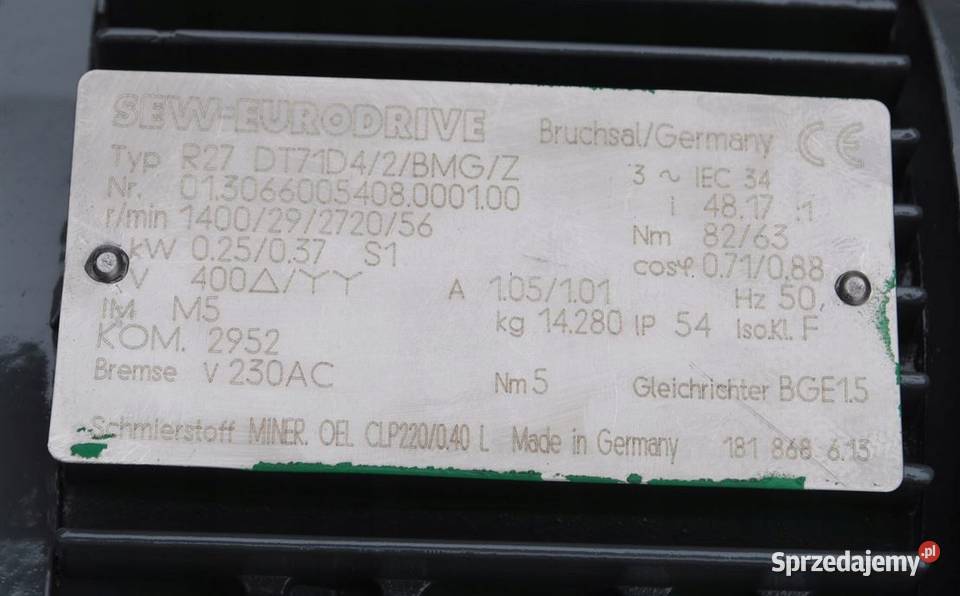 SEW-EURODRIVE Bruchsal/Germany CE
Typ R27 DT71D4/2/BMG/Z 3 ~ IEC 34
Nr. 01.3066005408.0001.00 i 48.17 :1
r/min 1400/29/2720/56 Nm 82/63
kW 0.25/0.37 S1 cosφ 0.71/0.88
V 400△/YY A 1.05/1.01 Hz 50
IM M5 kg 14.280 IP 54 Iso.Kl. F
KOM. 2952
Bremse V 230AC Nm 5 Gleichrichter BGE1.5
Schmierstoff MINER. OEL CLP220/0.40 L Made in Germany 181 868 6.13
Sprzedajemy.pl